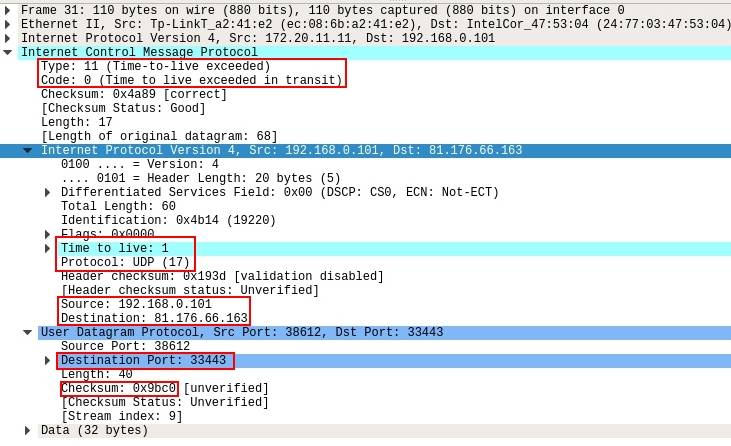 Frame 31: 110 bytes on wire (880 bits), 110 bytes captured (880 bits) on interface 0
Ethernet II, Src: Tp-LinkT_a2:41:e2 (ec:08:6b:a2:41:e2), Dst: IntelCor_47:53:04 (24:77:03:47:53:04)
Internet Protocol Version 4, Src: 172.20.11.11, Dst: 192.168.0.101
Internet Control Message Protocol
Type: 11 (Time-to-live exceeded)
Code: 0 (Time to live exceeded in transit)
Checksum: 0x4a89 [correct]
[Checksum Status: Good]
Length: 17
[Length of original datagram: 68]
Internet Protocol Version 4, Src: 192.168.0.101, Dst: 81.176.66.163
0100 .... = Version: 4
.... 0101 = Header Length: 20 bytes (5)
Differentiated Services Field: 0x00 (DSCP: CS0, ECN: Not-ECT)
Total Length: 60
Identification: 0x4b14 (19220)
Flags: 0x0000
Time to live: 1
Protocol: UDP (17)
Header checksum: 0x193d [validation disabled]
[Header checksum status: Unverified]
Source: 192.168.0.101
Destination: 81.176.66.163
User Datagram Protocol, Src Port: 38612, Dst Port: 33443
Source Port: 38612
Destination Port: 33443
Length: 40
Checksum: 0x9bc0 [unverified]
[Checksum Status: Unverified]
[Stream index: 9]
Data (32 bytes)